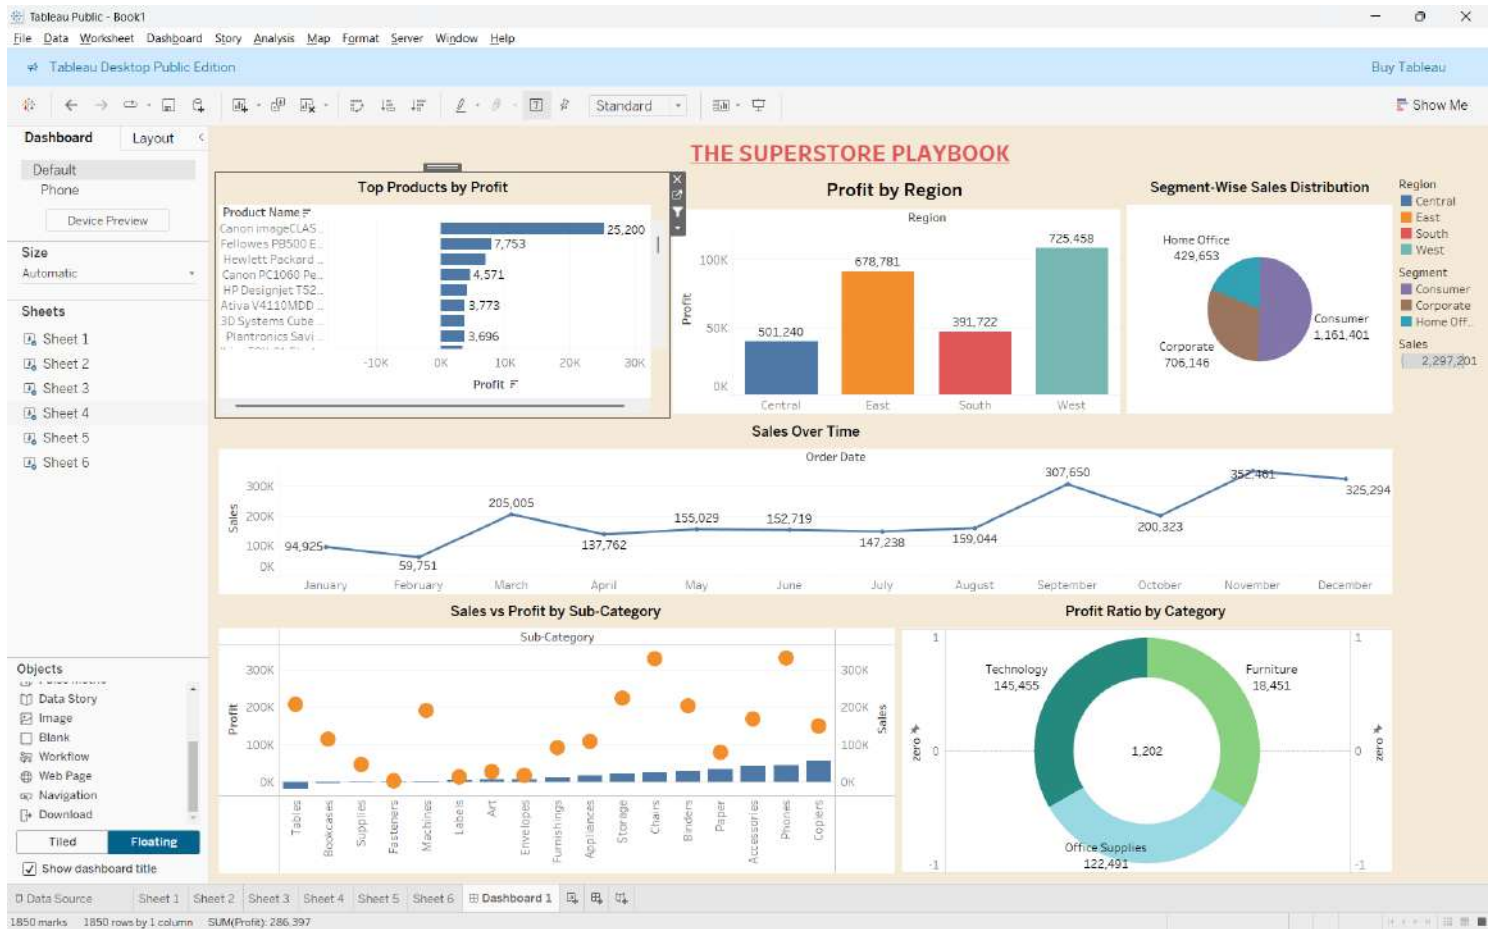 Tableau Public - Book1
File Data Worksheet Dashboard Story Analysis Map Format Server Window Help
Tableau Desktop Public Edition
Buy Tableau
Standard
Show Me
Dashboard Layout
Default
Phone
Device Preview
Size
Automatic
Sheets
Sheet 1
Sheet 2
Sheet 3
Sheet 4
Sheet 5
Sheet 6
Objects
Data Story
Image
Blank
Workflow
Web Page
Navigation
Download
Tiled Floating
Show dashboard title
THE SUPERSTORE PLAYBOOK
Top Products by Profit
Product Name
Canon imageCLAS.. 25,200
Fellowes PB500 E.. 7,753
Hewlett Packard ..
Canon PC1060 Pe.. 4,571
HP Designjet T52..
Ativa V4110MDD .. 3,773
3D Systems Cube ..
Plantronics Savi .. 3,696
-10K 0K 10K 20K 30K
Profit
Profit by Region
Region
Profit
100K
50K
0K
501,240
678,781
391,722
725,458
Central East South West
Segment-Wise Sales Distribution
Home Office
429,653
Consumer
1,161,401
Corporate
706,146
Region
Central
East
South
West
Segment
Consumer
Corporate
Home Off..
Sales
2,297,201
Sales Over Time
Order Date
Sales
300K
200K
100K
0K
94,925
59,751
205,005
137,762
155,029
152,719
147,238
159,044
307,650
200,323
352,461
325,294
January February March April May June July August September October November December
Sales vs Profit by Sub-Category
Sub-Category
Profit
300K
200K
100K
0K
Sales
300K
200K
100K
0K
Tables
Bookcases
Supplies
Fasteners
Machines
Labels
Art
Envelopes
Furnishings
Appliances
Storage
Chairs
Binders
Paper
Accessories
Phones
Copiers
Profit Ratio by Category
1
0
-1
zero
Technology
145,455
Furniture
18,451
1,202
Office Supplies
122,491
1
0
-1
zero
Data Source Sheet 1 Sheet 2 Sheet 3 Sheet 4 Sheet 5 Sheet 6 Dashboard 1
1850 marks 1850 rows by 1 column SUM(Profit): 286,397